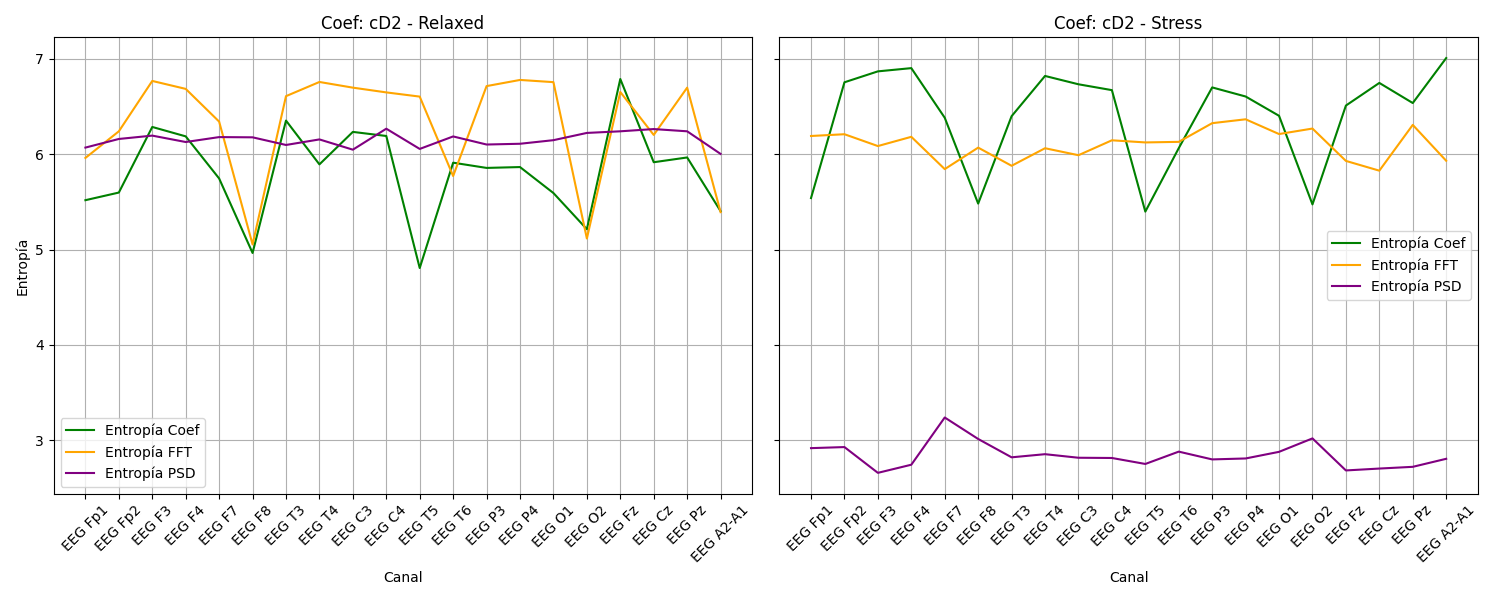 Coef: cD2 - Relaxed
Entropía
7
6
5
4
3
Entropía Coef
Entropía FFT
Entropía PSD
EEG Fp1
EEG Fp2
EEG F3
EEG F4
EEG F7
EEG F8
EEG T3
EEG T4
EEG C3
EEG C4
EEG T5
EEG T6
EEG P3
EEG P4
EEG O1
EEG O2
EEG Fz
EEG Cz
EEG Pz
EEG A2-A1
Canal
Coef: cD2 - Stress
Entropía Coef
Entropía FFT
Entropía PSD
EEG Fp1
EEG Fp2
EEG F3
EEG F4
EEG F7
EEG F8
EEG T3
EEG T4
EEG C3
EEG C4
EEG T5
EEG T6
EEG P3
EEG P4
EEG O1
EEG O2
EEG Fz
EEG Cz
EEG Pz
EEG A2-A1
Canal